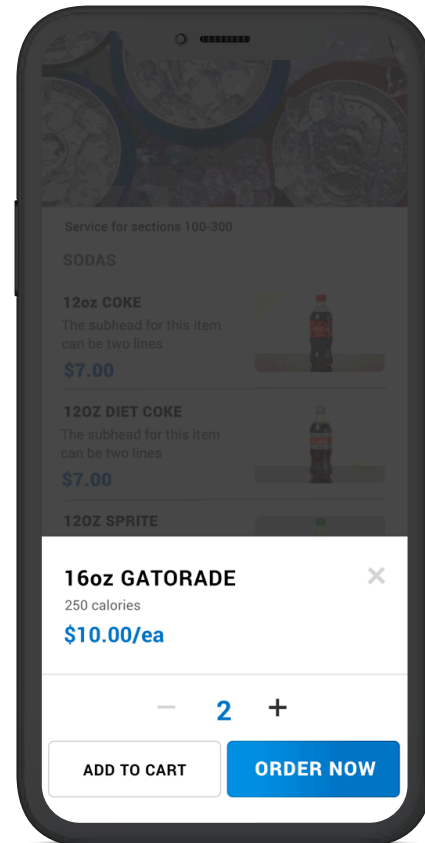 Service for sections 100-300
SODAS
12oz COKE
The subhead for this item
can be two lines
$7.00
12OZ DIET COKE
The subhead for this item
can be two lines
$7.00
12OZ SPRITE
16oz GATORADE
250 calories
$10.00/ea
2
ADD TO CART
ORDER NOW